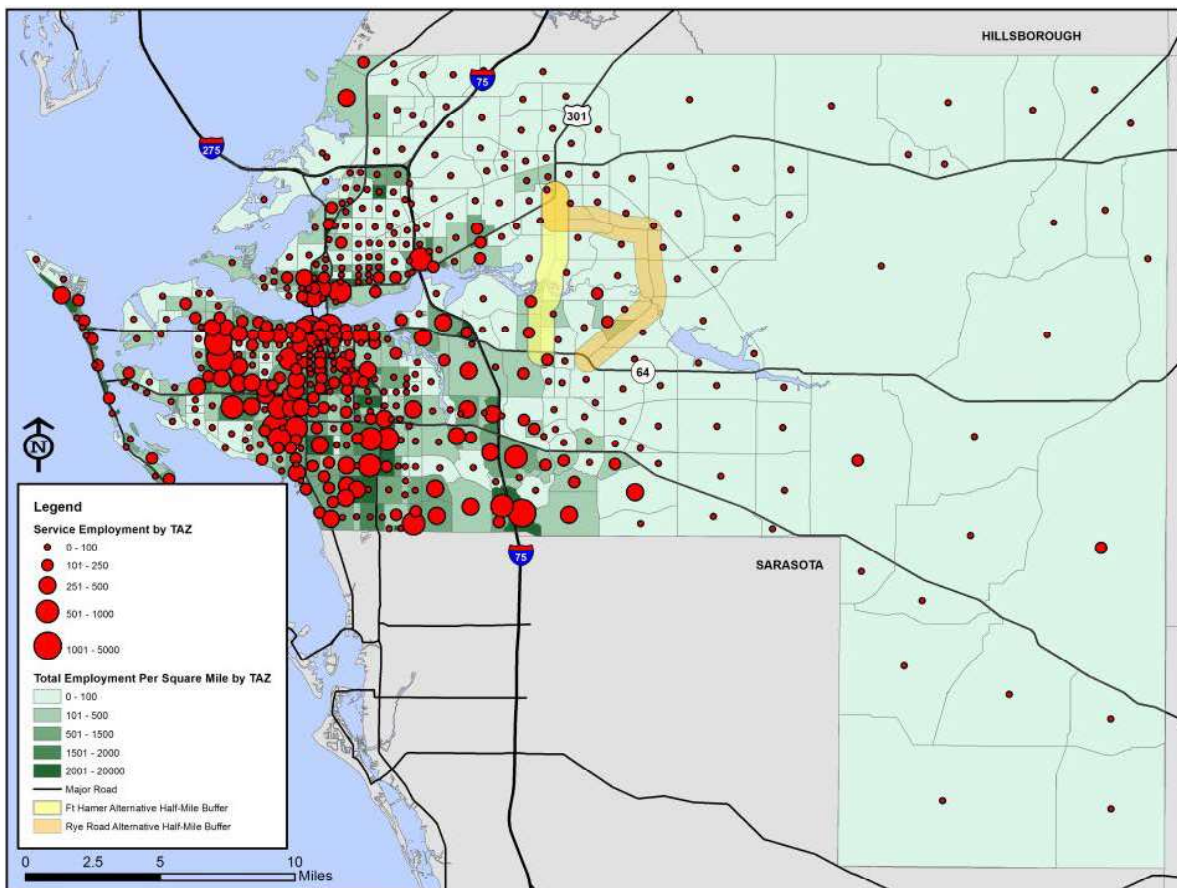 HILLSBOROUGH
75
301
275
64
N
75
SARASOTA
Legend
Service Employment by TAZ
0 - 100
101 - 250
251 - 500
501 - 1000
1001 - 5000
Total Employment Per Square Mile by TAZ
0 - 100
101 - 500
501 - 1500
1501 - 2000
2001 - 20000
Major Road
Ft Hamer Alternative Half-Mile Buffer
Rye Road Alternative Half-Mile Buffer
0 2.5 5 10
Miles